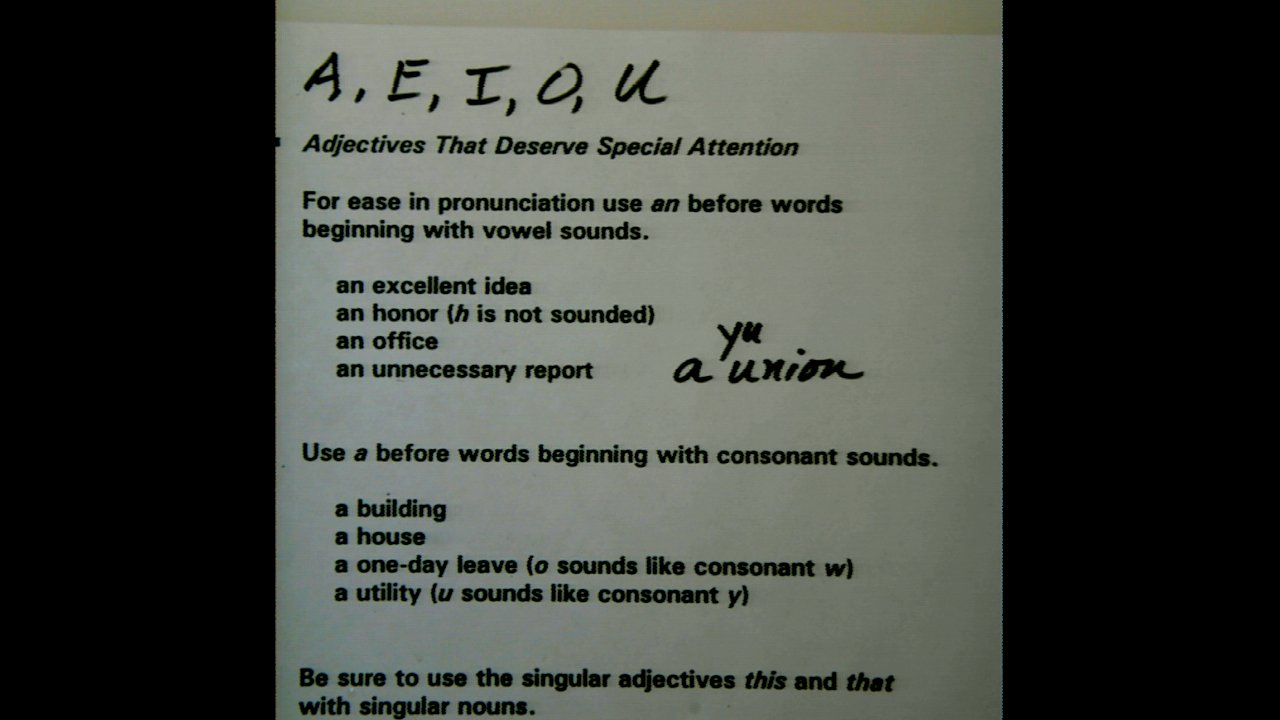 A, E, I, O, U
Adjectives That Deserve Special Attention
For ease in pronunciation use an before words
beginning with vowel sounds.
an excellent idea
an honor (h is not sounded)
an office
an unnecessary report
yu
a union
Use a before words beginning with consonant sounds.
a building
a house
a one-day leave (o sounds like consonant w)
a utility (u sounds like consonant y)
Be sure to use the singular adjectives this and that
with singular nouns.